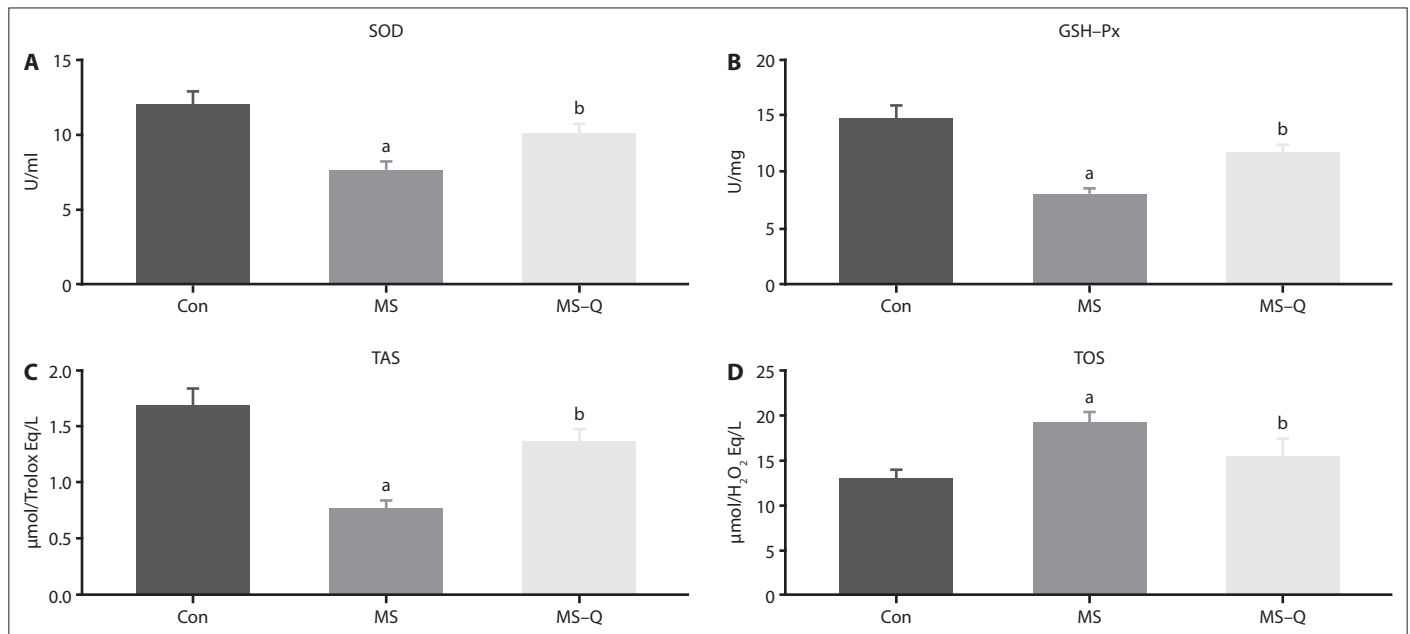 A
SOD
U/ml
15
10
5
0
a
b
Con
MS
MS–Q
B
GSH–Px
U/mg
20
15
10
5
0
a
b
Con
MS
MS–Q
C
TAS
µmol/Trolox Eq/L
2.0
1.5
1.0
0.5
0.0
a
b
Con
MS
MS–Q
D
TOS
µmol/H₂O₂ Eq/L
25
20
15
10
5
0
a
b
Con
MS
MS–Q